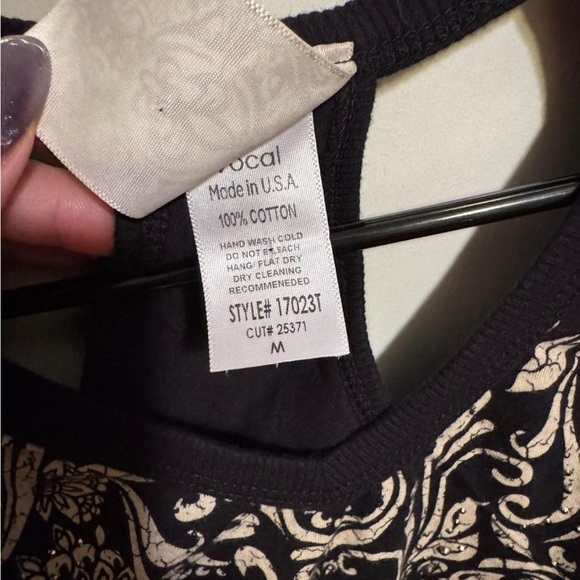 Vocal
Made in U.S.A.
100% COTTON
HAND WASH COLD
DO NOT BLEACH
HANG/FLAT DRY
DRY CLEANING
RECOMMENEDED
STYLE# 17023T
CUT# 25371
M